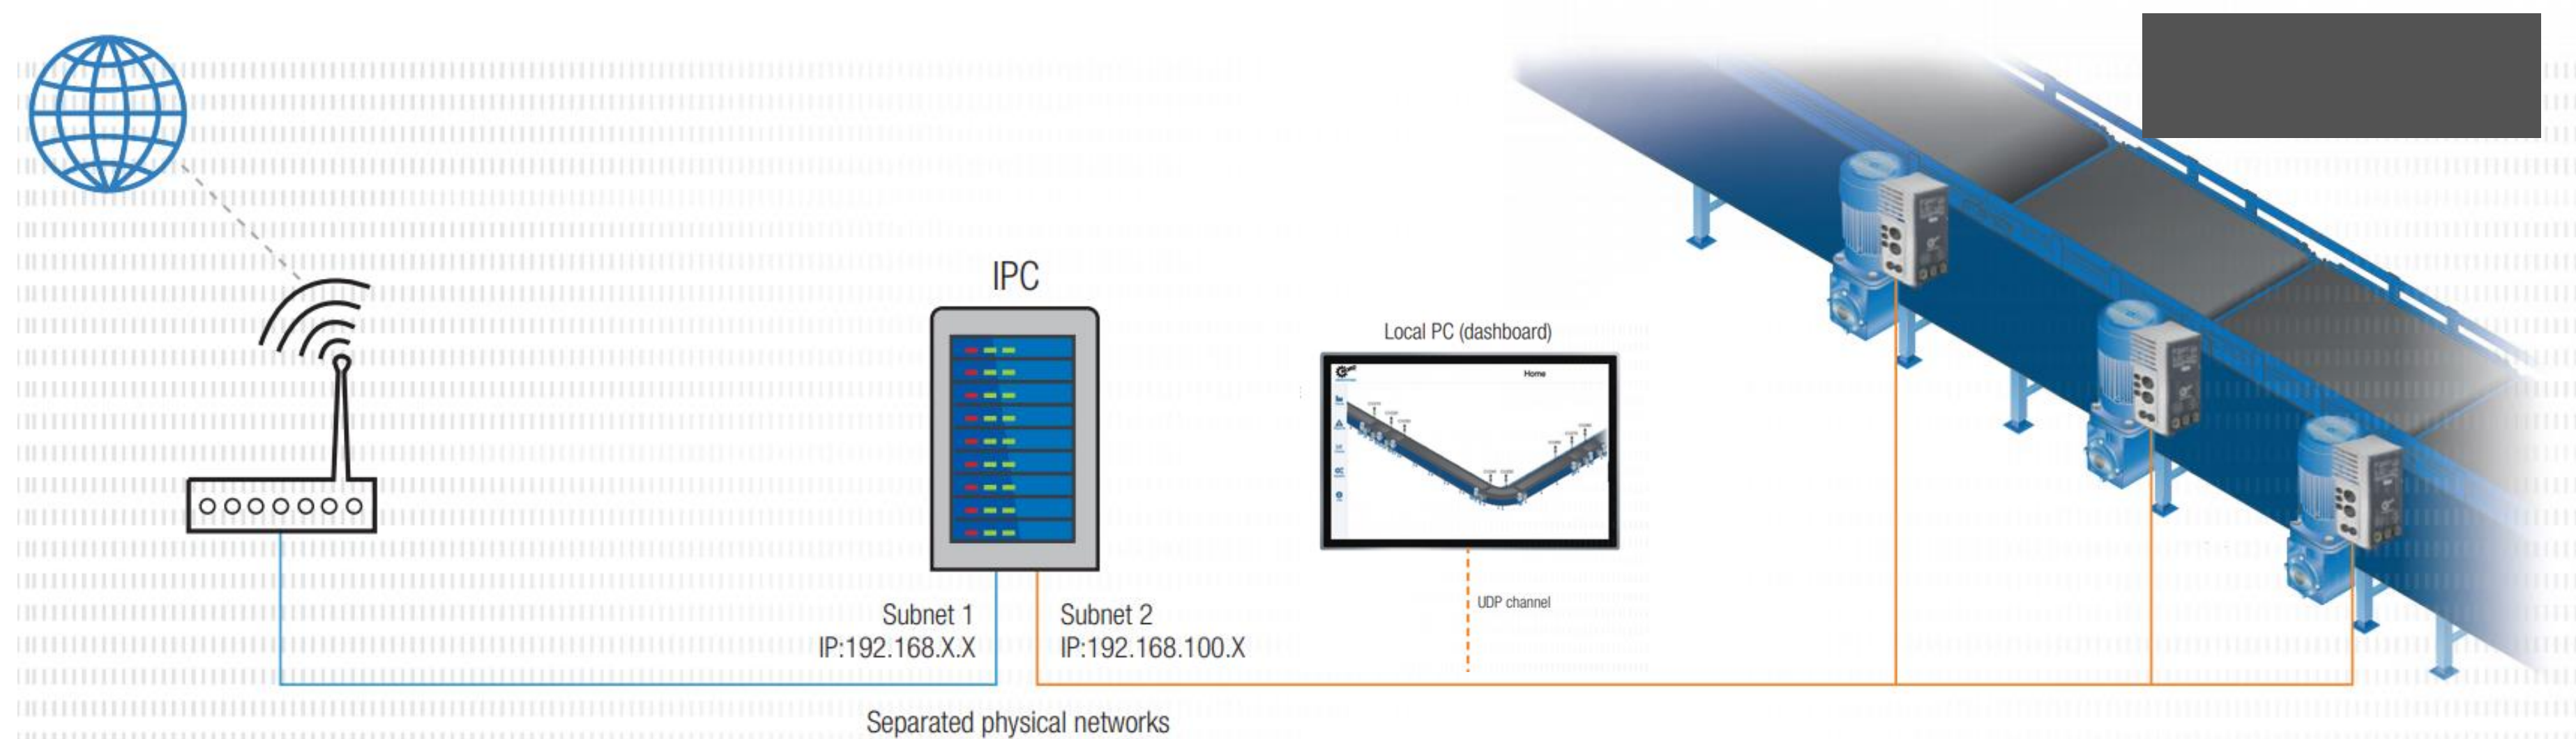 IPC
Local PC (dashboard)
Home
Subnet 1
IP:192.168.X.X
Subnet 2
IP:192.168.100.X
UDP channel
Separated physical networks